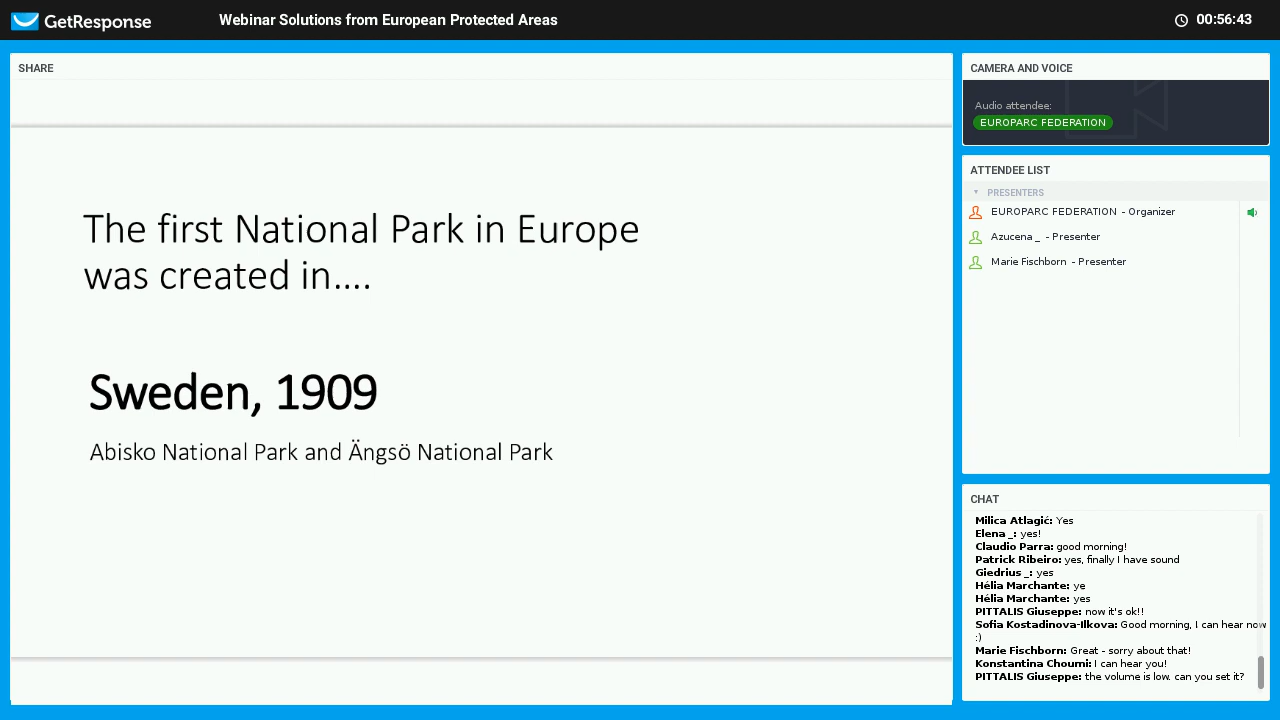 GetResponse
Webinar Solutions from European Protected Areas
00:56:43
SHARE
The first National Park in Europe
was created in....
Sweden, 1909
Abisko National Park and Ängsö National Park
CAMERA AND VOICE
Audio attendee:
EUROPARC FEDERATION
ATTENDEE LIST
PRESENTERS
EUROPARC FEDERATION - Organizer
Azucena _ - Presenter
Marie Fischborn - Presenter
CHAT
Milica Atlagić: Yes
Elena _: yes!
Claudio Parra: good morning!
Patrick Ribeiro: yes, finally I have sound
Giedrius _: yes
Hélia Marchante: ye
Hélia Marchante: yes
PITTALIS Giuseppe: now it's ok!!
Sofia Kostadinova-Ilkova: Good morning, I can hear now
:)
Marie Fischborn: Great - sorry about that!
Konstantina Choumi: I can hear you!
PITTALIS Giuseppe: the volume is low. can you set it?